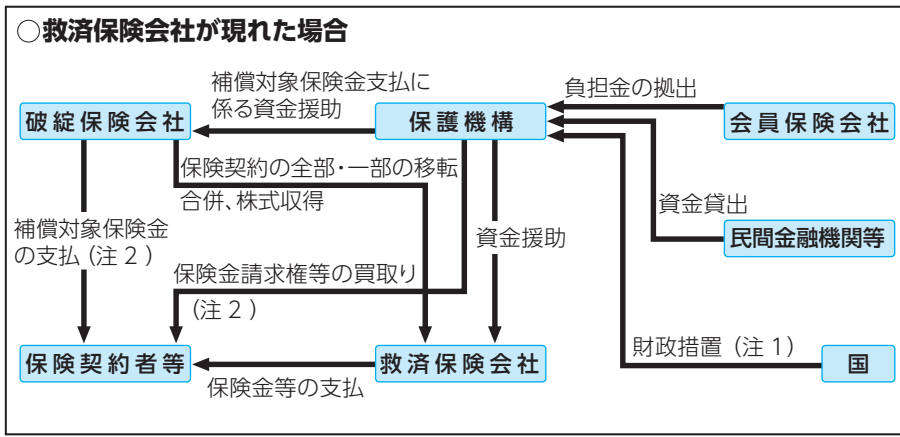 ○救済保険会社が現れた場合
補償対象保険金支払に
係る資金援助
負担金の拠出
破綻保険会社
保護機構
会員保険会社
保険契約の全部・一部の移転
合併、株式取得
資金貸出
補償対象保険金
の支払（注２）
資金援助
民間金融機関等
保険金請求権等の買取り
（注２）
財政措置（注１）
保険契約者等
救済保険会社
国
保険金等の支払